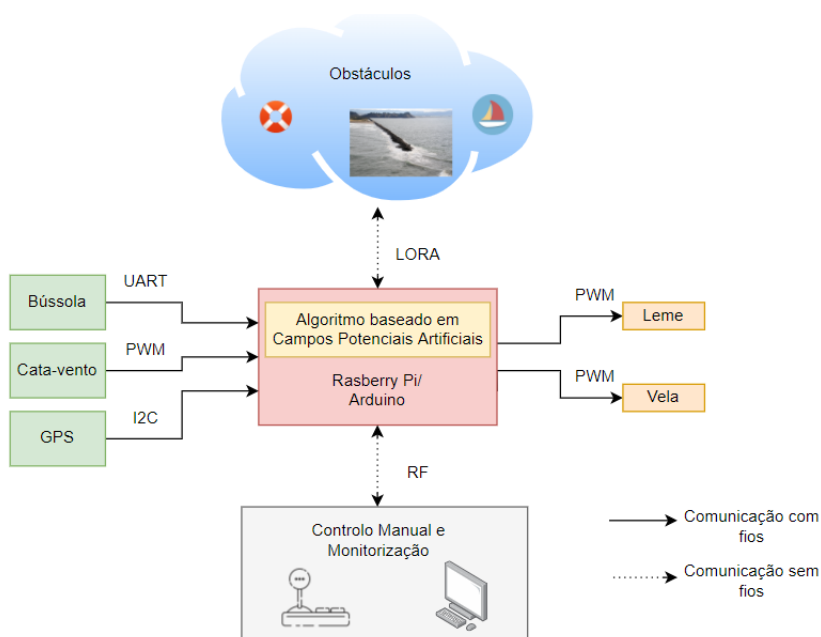 Obstáculos
LORA
Bússola
UART
Cata-vento
PWM
GPS
I2C
Algoritmo baseado em
Campos Potenciais Artificiais
Rasberry Pi/
Arduino
PWM
Leme
PWM
Vela
RF
Controlo Manual e
Monitorização
Comunicação com
fios
Comunicação sem
fios